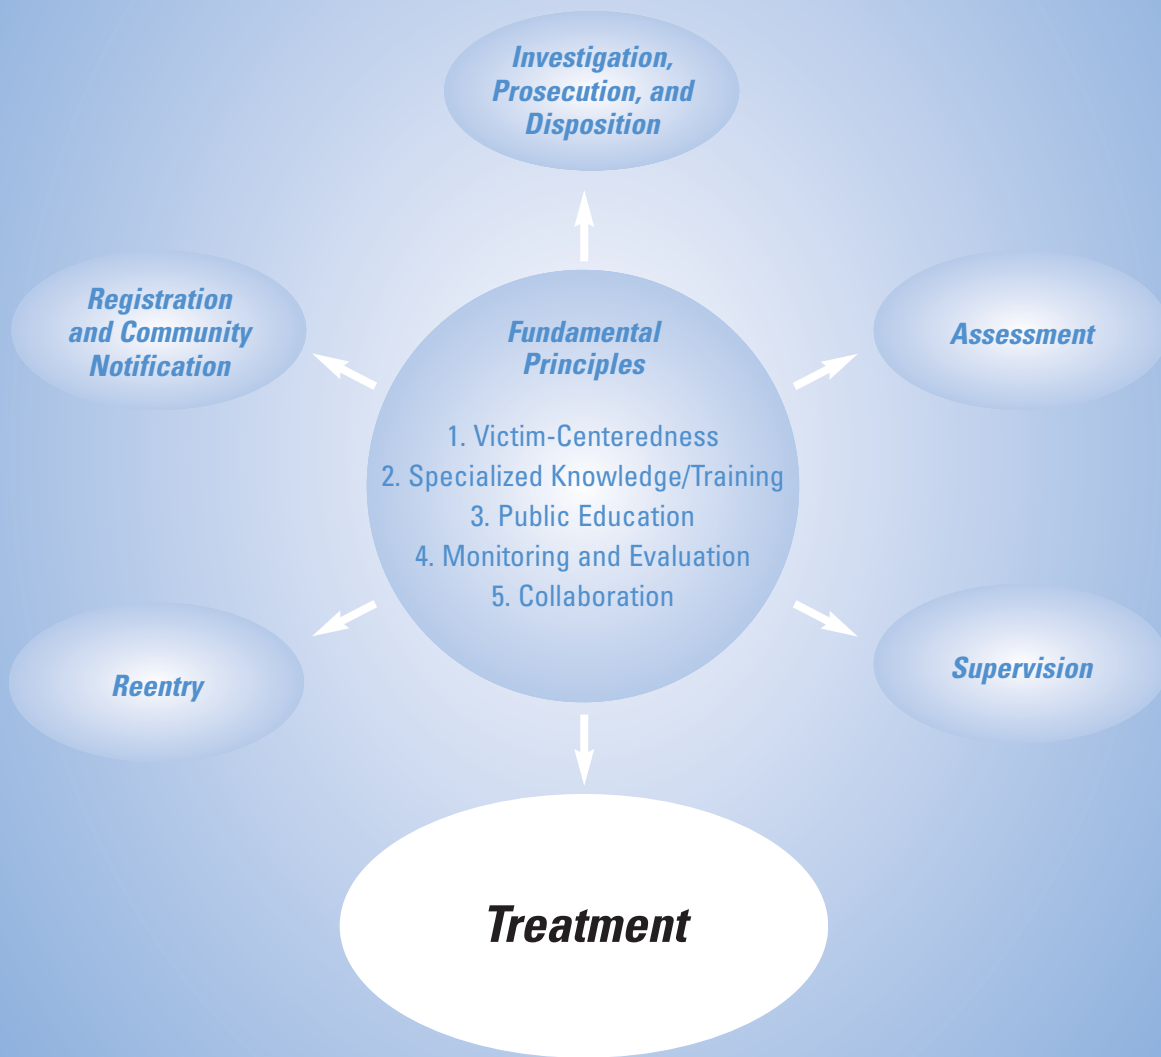 Investigation,
Prosecution, and
Disposition
Registration
and Community
Notification
Fundamental
Principles
Assessment
1. Victim-Centeredness
2. Specialized Knowledge/Training
3. Public Education
4. Monitoring and Evaluation
5. Collaboration
Reentry
Supervision
Treatment